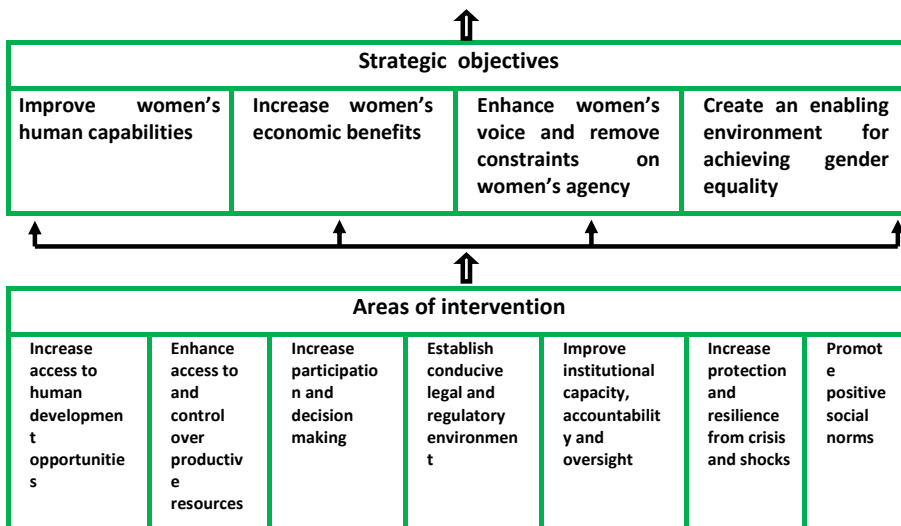 Strategic objectives
Improve women’s
human capabilities
Increase women’s
economic benefits
Enhance women’s
voice and remove
constraints on
women’s agency
Create an enabling
environment for
achieving gender
equality
Areas of intervention
Increase
access to
human
developmen
t
opportunitie
s
Enhance
access to
and
control
over
productiv
e
resources
Increase
participatio
n and
decision
making
Establish
conducive
legal and
regulatory
environmen
t
Improve
institutional
capacity,
accountabilit
y and
oversight
Increase
protection
and
resilience
from crisis
and shocks
Promot
e
positive
social
norms